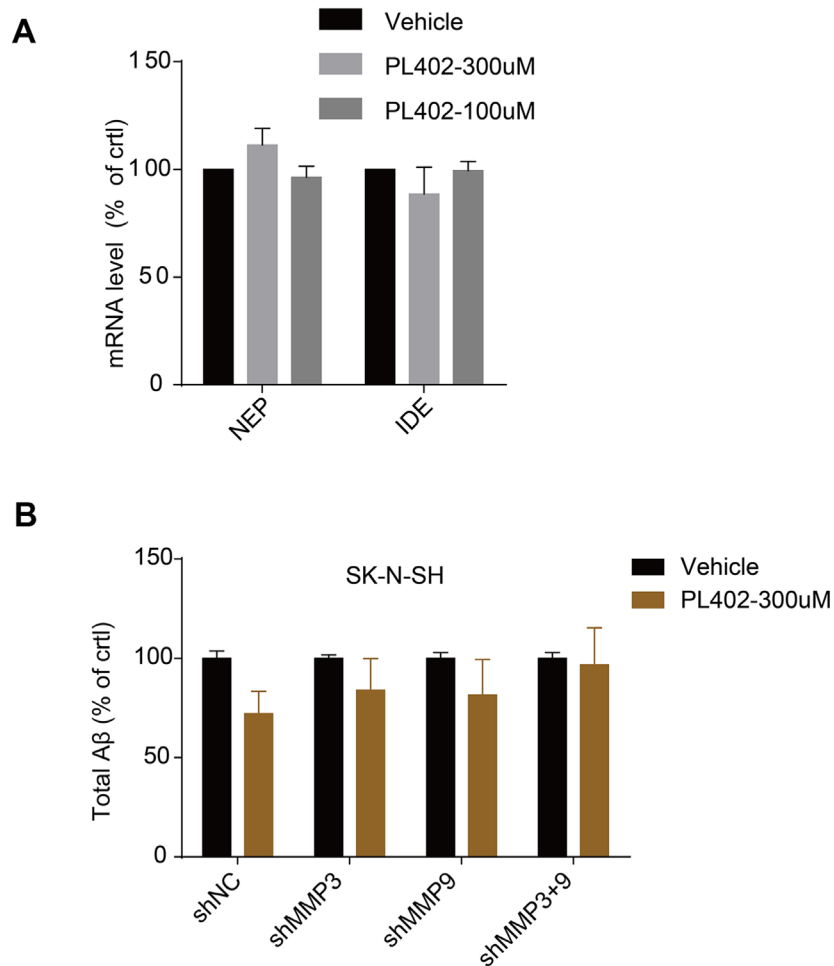 A
Vehicle
PL402-300uM
PL402-100uM
mRNA level (% of crtl)
150
100
50
0
NEP
IDE
B
SK-N-SH
Vehicle
PL402-300uM
Total Aβ (% of crtl)
150
100
50
0
shNC
shMMP3
shMMP9
shMMP3+9